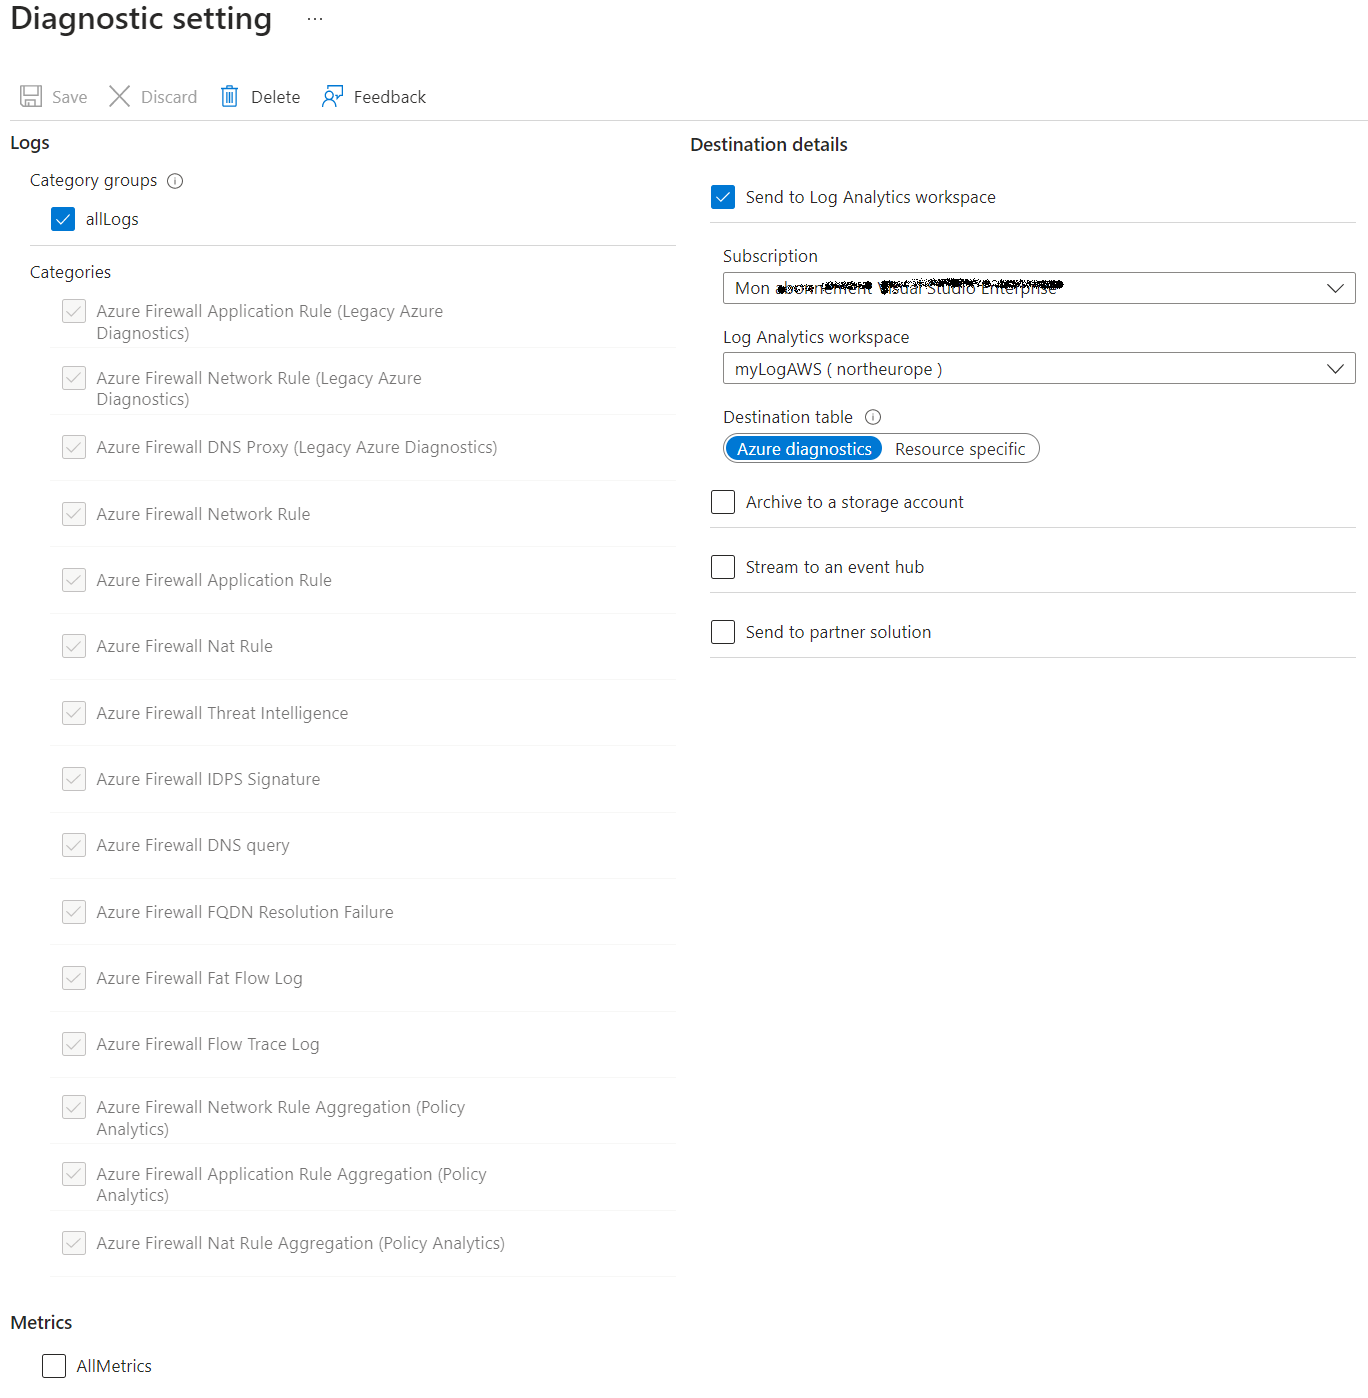 Diagnostic setting ...
Save Discard Delete Feedback
Logs
Category groups
allLogs
Categories
Azure Firewall Application Rule (Legacy Azure
Diagnostics)
Azure Firewall Network Rule (Legacy Azure
Diagnostics)
Azure Firewall DNS Proxy (Legacy Azure Diagnostics)
Azure Firewall Network Rule
Azure Firewall Application Rule
Azure Firewall Nat Rule
Azure Firewall Threat Intelligence
Azure Firewall IDPS Signature
Azure Firewall DNS query
Azure Firewall FQDN Resolution Failure
Azure Firewall Fat Flow Log
Azure Firewall Flow Trace Log
Azure Firewall Network Rule Aggregation (Policy
Analytics)
Azure Firewall Application Rule Aggregation (Policy
Analytics)
Azure Firewall Nat Rule Aggregation (Policy Analytics)
Metrics
AllMetrics
Destination details
Send to Log Analytics workspace
Subscription
Mon abonnement Visual Studio Enterprise
Log Analytics workspace
myLogAWS ( northeurope )
Destination table
Azure diagnostics Resource specific
Archive to a storage account
Stream to an event hub
Send to partner solution